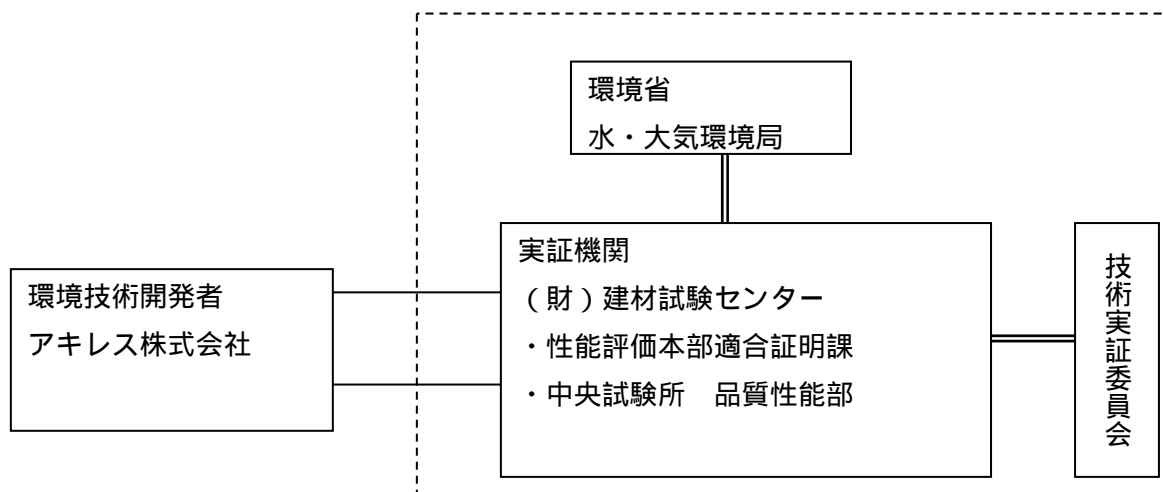 環境省
水・大気環境局
実証機関
（財）建材試験センター
・性能評価本部適合証明課
・中央試験所　品質性能部
環境技術開発者
アキレス株式会社
技術実証委員会